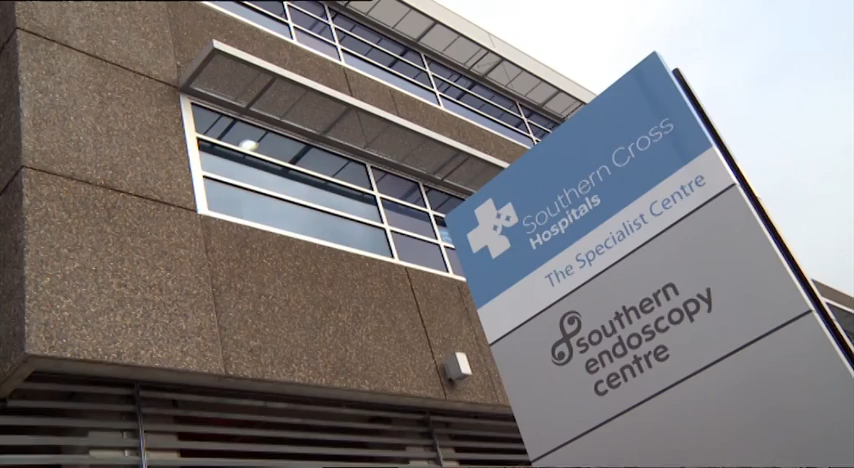 Southern Cross
Hospitals
The Specialist Centre
southern
endoscopy
centre